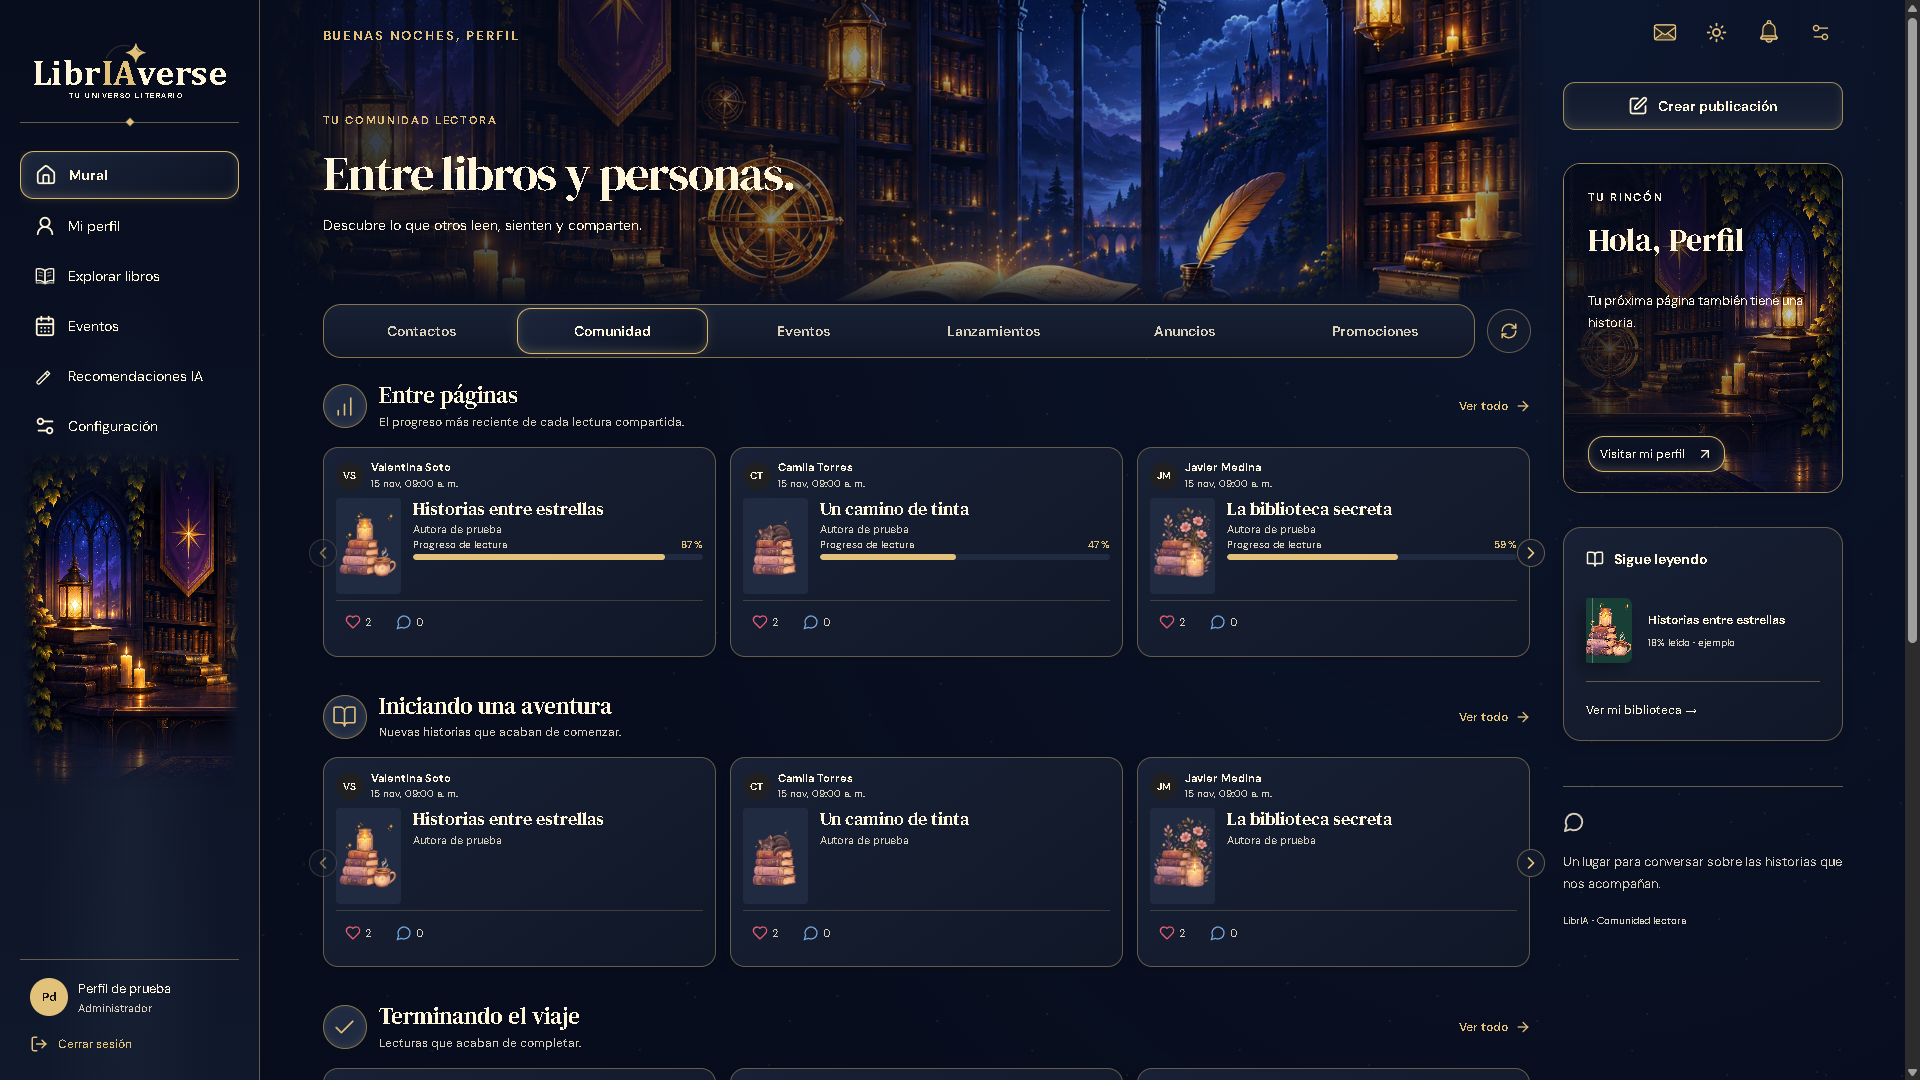 LibrIAverse
TU UNIVERSO LITERARIO
Mural
Mi perfil
Explorar libros
Eventos
Recomendaciones IA
Configuración
Perfil de prueba
Pd
Administrador
Cerrar sesión
BUENAS NOCHES, PERFIL
TU COMUNIDAD LECTORA
Entre libros y personas.
Descubre lo que otros leen, sienten y comparten.
Contactos
Comunidad
Eventos
Lanzamientos
Anuncios
Promociones
Entre páginas
El progreso más reciente de cada lectura compartida.
Ver todo →
VS
Valentina Soto
15 nov, 09:00 a. m.
Historias entre estrellas
Autora de prueba
Progreso de lectura 87%
2 0
CT
Camila Torres
15 nov, 09:00 a. m.
Un camino de tinta
Autora de prueba
Progreso de lectura 47%
2 0
JM
Javier Medina
15 nov, 09:00 a. m.
La biblioteca secreta
Autora de prueba
Progreso de lectura 59%
2 0
Iniciando una aventura
Nuevas historias que acaban de comenzar.
Ver todo →
VS
Valentina Soto
15 nov, 09:00 a. m.
Historias entre estrellas
Autora de prueba
2 0
CT
Camila Torres
15 nov, 09:00 a. m.
Un camino de tinta
Autora de prueba
2 0
JM
Javier Medina
15 nov, 09:00 a. m.
La biblioteca secreta
Autora de prueba
2 0
Terminando el viaje
Lecturas que acaban de completar.
Ver todo →
Crear publicación
TU RINCÓN
Hola, Perfil
Tu próxima página también tiene una
historia.
Visitar mi perfil
Sigue leyendo
Historias entre estrellas
18% leído · ejemplo
Ver mi biblioteca →
Un lugar para conversar sobre las historias que
nos acompañan.
LibrIA · Comunidad lectora